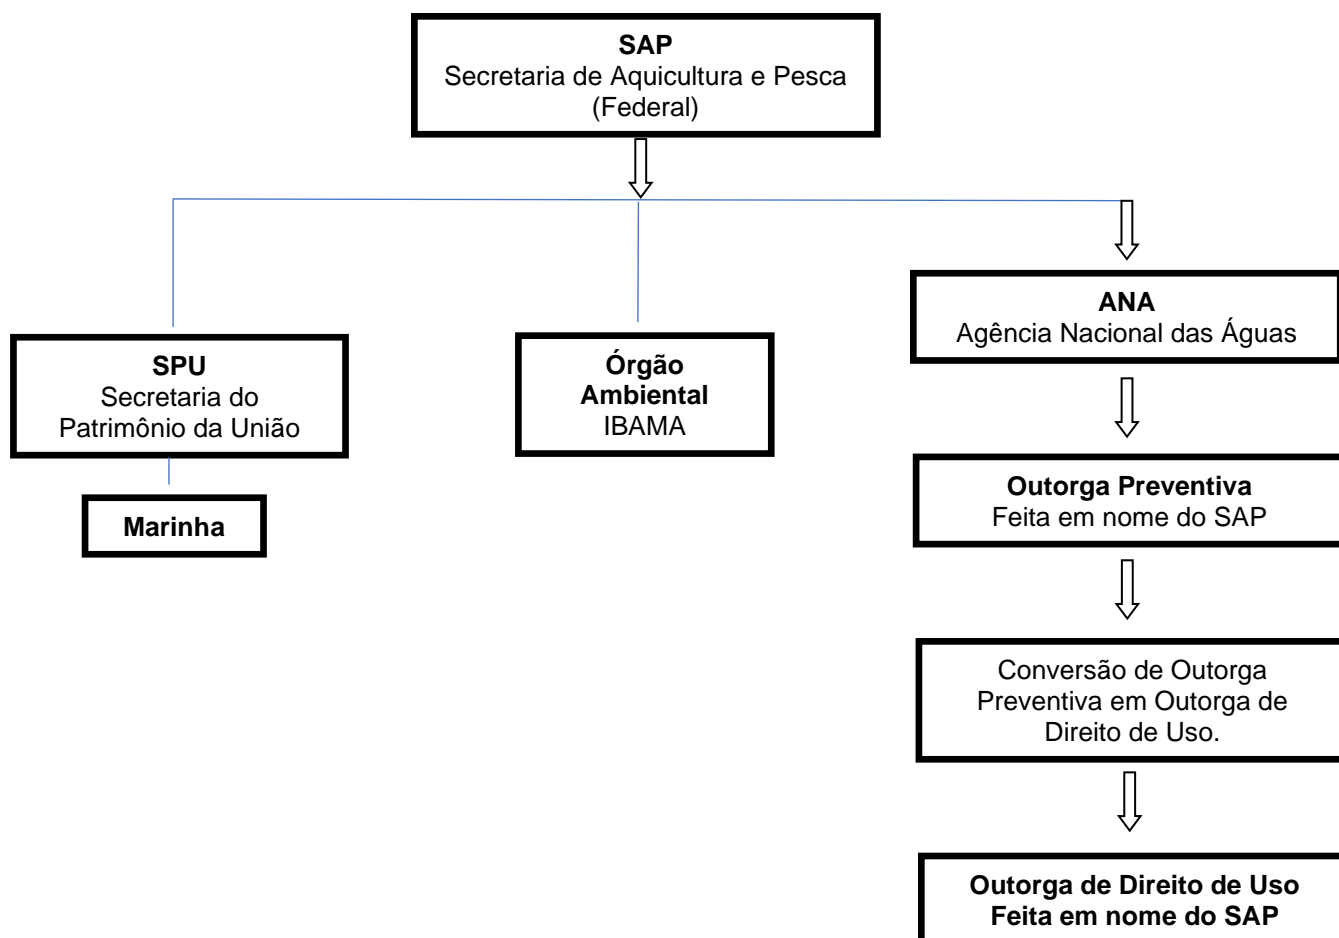 SAP
Secretaria de Aquicultura e Pesca
(Federal)
SPU
Secretaria do
Patrimônio da União
Marinha
Órgão
Ambiental
IBAMA
ANA
Agência Nacional das Águas
Outorga Preventiva
Feita em nome do SAP
Conversão de Outorga
Preventiva em Outorga de
Direito de Uso.
Outorga de Direito de Uso
Feita em nome do SAP